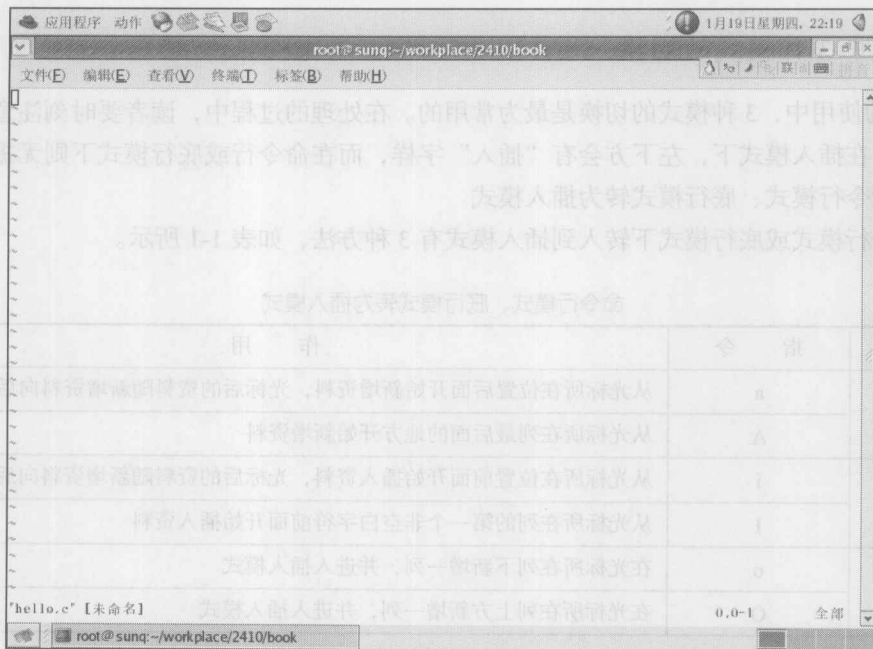 应用程序 动作 1月19日星期四, 22:19
root@sunq:~/workplace/2410/book
文件(F) 编辑(E) 查看(V) 终端(T) 标签(B) 帮助(H)
使用中, 3 种模式的切换是最为常用的。在处理的过程中, 读者要时刻注意
在插入模式下, 左下方会有“插入”字样, 而在命令行或底行模式下则
令行模式、底行模式转为插入模式
行模式或底行模式下转入到插入模式有 3 种方法, 如表 1-1 所示。
命令行模式、底行模式转为插入模式
指 令 作 用
a 从光标所在位置后面开始新增资料, 光标后的资料随新增资料向
A 从光标所在列最后面的地方开始新增资料
i 从光标所在位置前面开始插入资料, 光标后的资料随新增资料向
I 从光标所在列的第一个非空白字符前面开始插入资料
o 在光标所在列下新增一列, 并进入插入模式
O 在光标所在列上方新增一列, 并进入插入模式
"hello.c" [未命名] 0,0-1 全部
root@sunq:~/workplace/2410/book